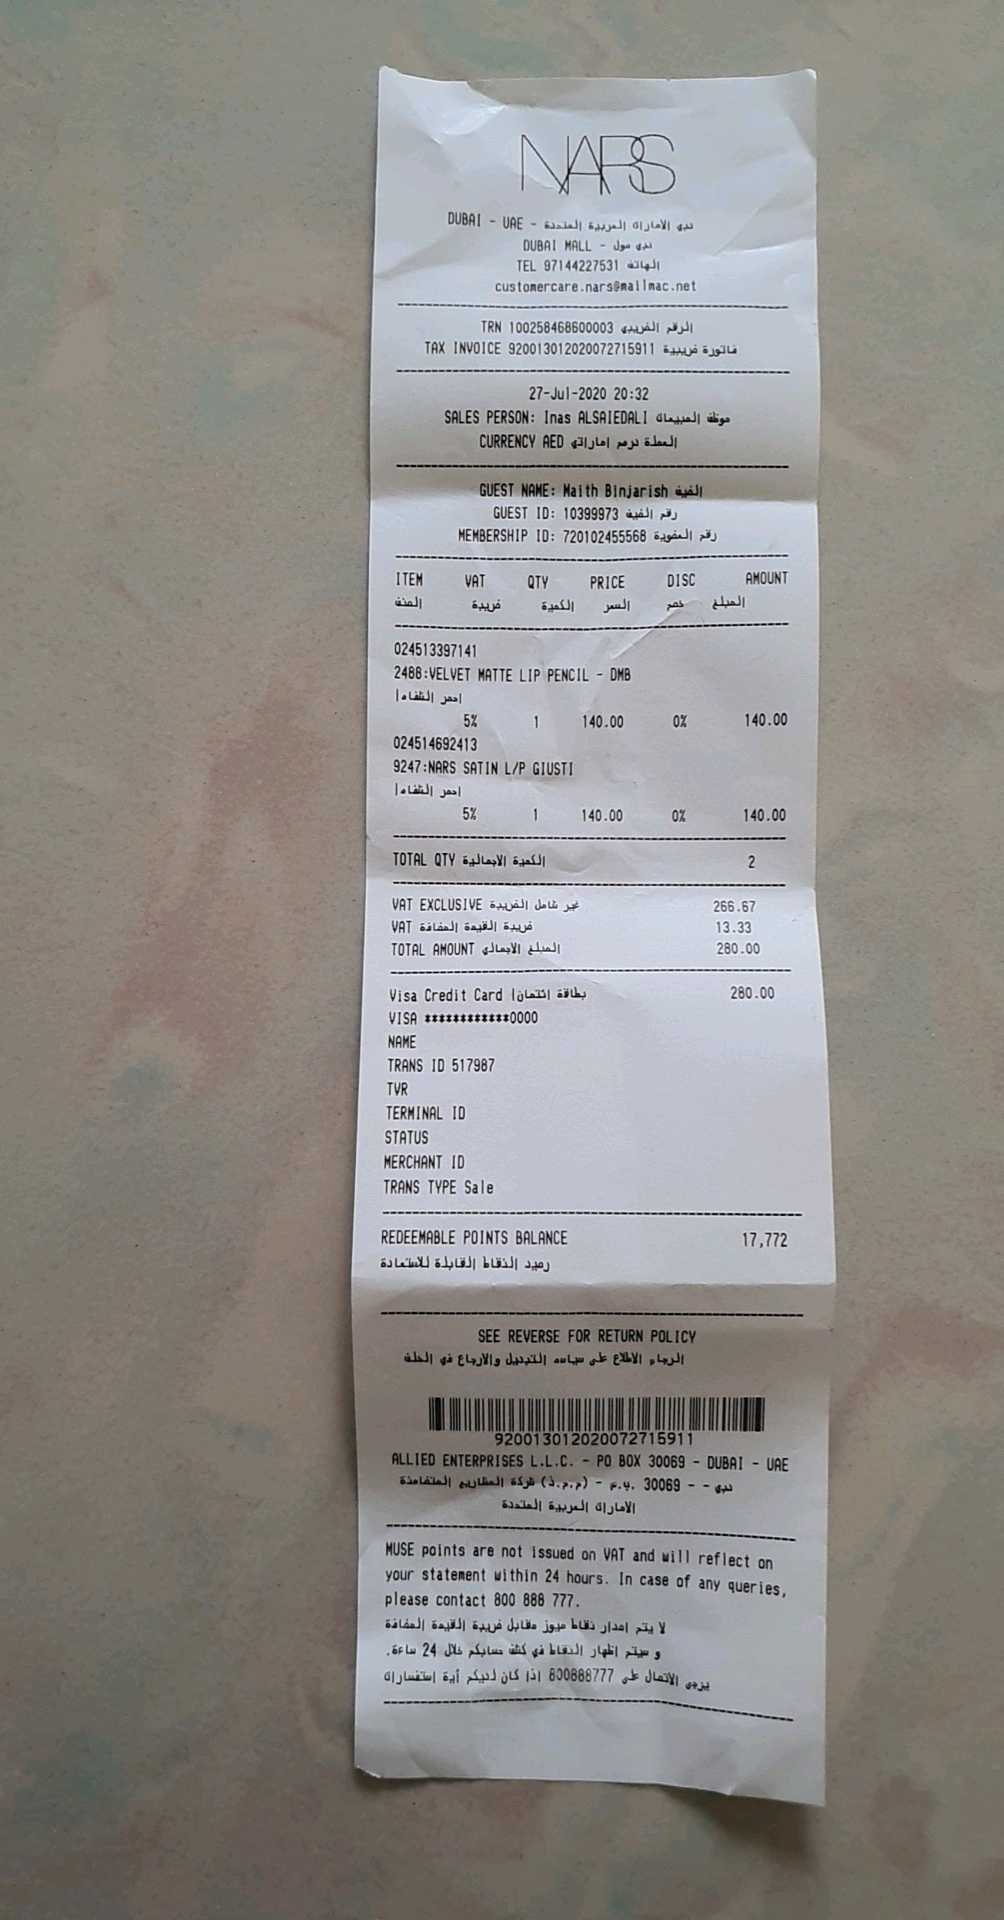 NARS
DUBAI - UAE - دبي الامارات العربية المتحدة
DUBAI MALL - دبي مول
TEL 97144227531 الهاتف
customercare.nars@mallmac.net
TRN 100258468600003 الرقم الضريبي
TAX INVOICE 920013012020072715911 فاتورة ضريبية
27-Jul-2020 20:32
SALES PERSON: Inas ALSAIEDALI موظف المبيعات
CURRENCY AED العملة درهم اماراتي
GUEST NAME: Maith Binjarish الضيف
GUEST ID: 10399973 رقم الضيف
MEMBERSHIP ID: 720102455568 رقم العضوية
ITEM VAT QTY PRICE DISC AMOUNT
الصنف ضريبة الكمية السعر خصم المبلغ
024513397141
2488:VELVET MATTE LIP PENCIL - DMB
احمر الشفاه
5% 1 140.00 0% 140.00
024514692413
9247:NARS SATIN L/P GIUSTI
احمر الشفاه
5% 1 140.00 0% 140.00
TOTAL QTY الكمية الاجمالية 2
VAT EXCLUSIVE غير شامل الضريبة 266.67
VAT ضريبة القيمة المضافة 13.33
TOTAL AMOUNT المبلغ الاجمالي 280.00
Visa Credit Card بطاقة إئتمان 280.00
VISA ************0000
NAME
TRANS ID 517987
TVR
TERMINAL ID
STATUS
MERCHANT ID
TRANS TYPE Sale
REDEEMABLE POINTS BALANCE 17,772
رصيد النقاط القابلة للاستعادة
SEE REVERSE FOR RETURN POLICY
الرجاء الاطلاع على سياسه التبديل والارجاع في الخلف
920013012020072715911
ALLIED ENTERPRISES L.L.C. - PO BOX 30069 - DUBAI - UAE
شركة المشاريع المتضامنة (ذ.م.م) - ص.ب. 30069 - - دبي
الامارات العربية المتحدة
MUSE points are not issued on VAT and will reflect on
your statement within 24 hours. In case of any queries,
please contact 800 888 777.
لا يتم اصدار نقاط ميوز مقابل ضريبة القيمة المضافة
و سيتم اظهار النقاط في كشف حسابكم خلال 24 ساعة.
يرجى الاتصال على 800888777 اذا كان لديكم أية إستفسارات